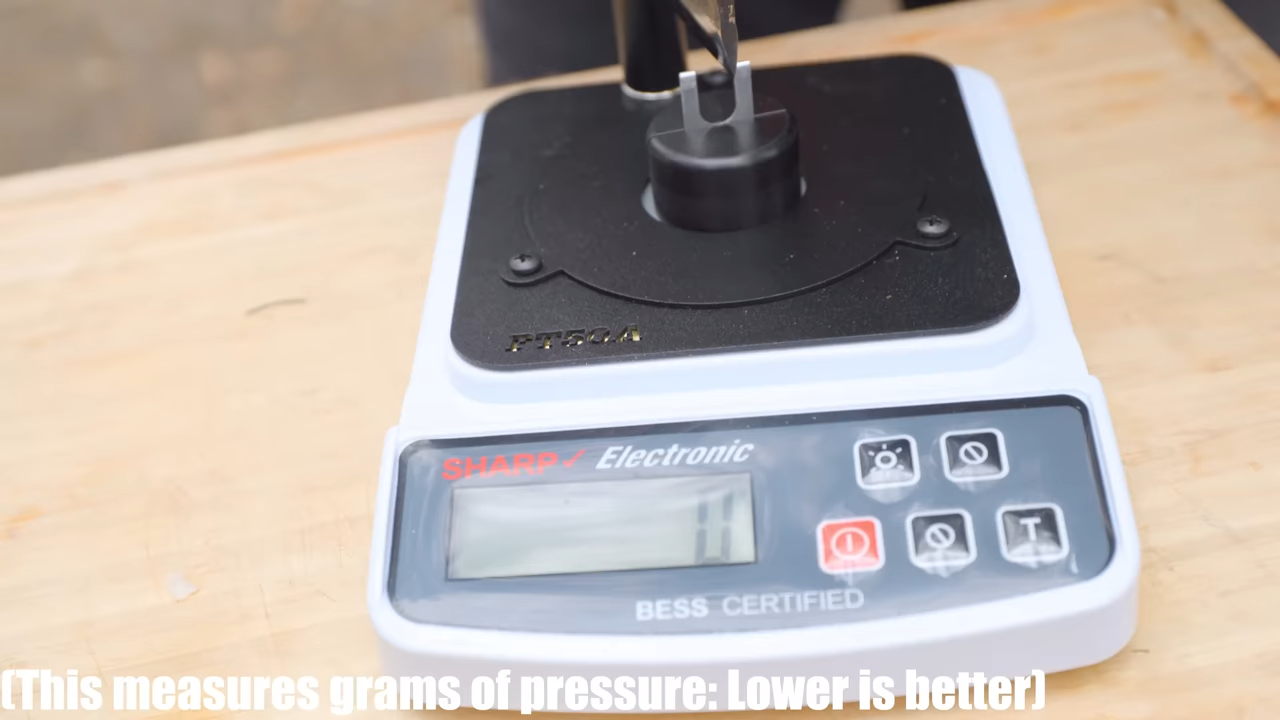 PT50A
SHARP✓ Electronic
T
BESS CERTIFIED
(This measures grams of pressure: Lower is better)